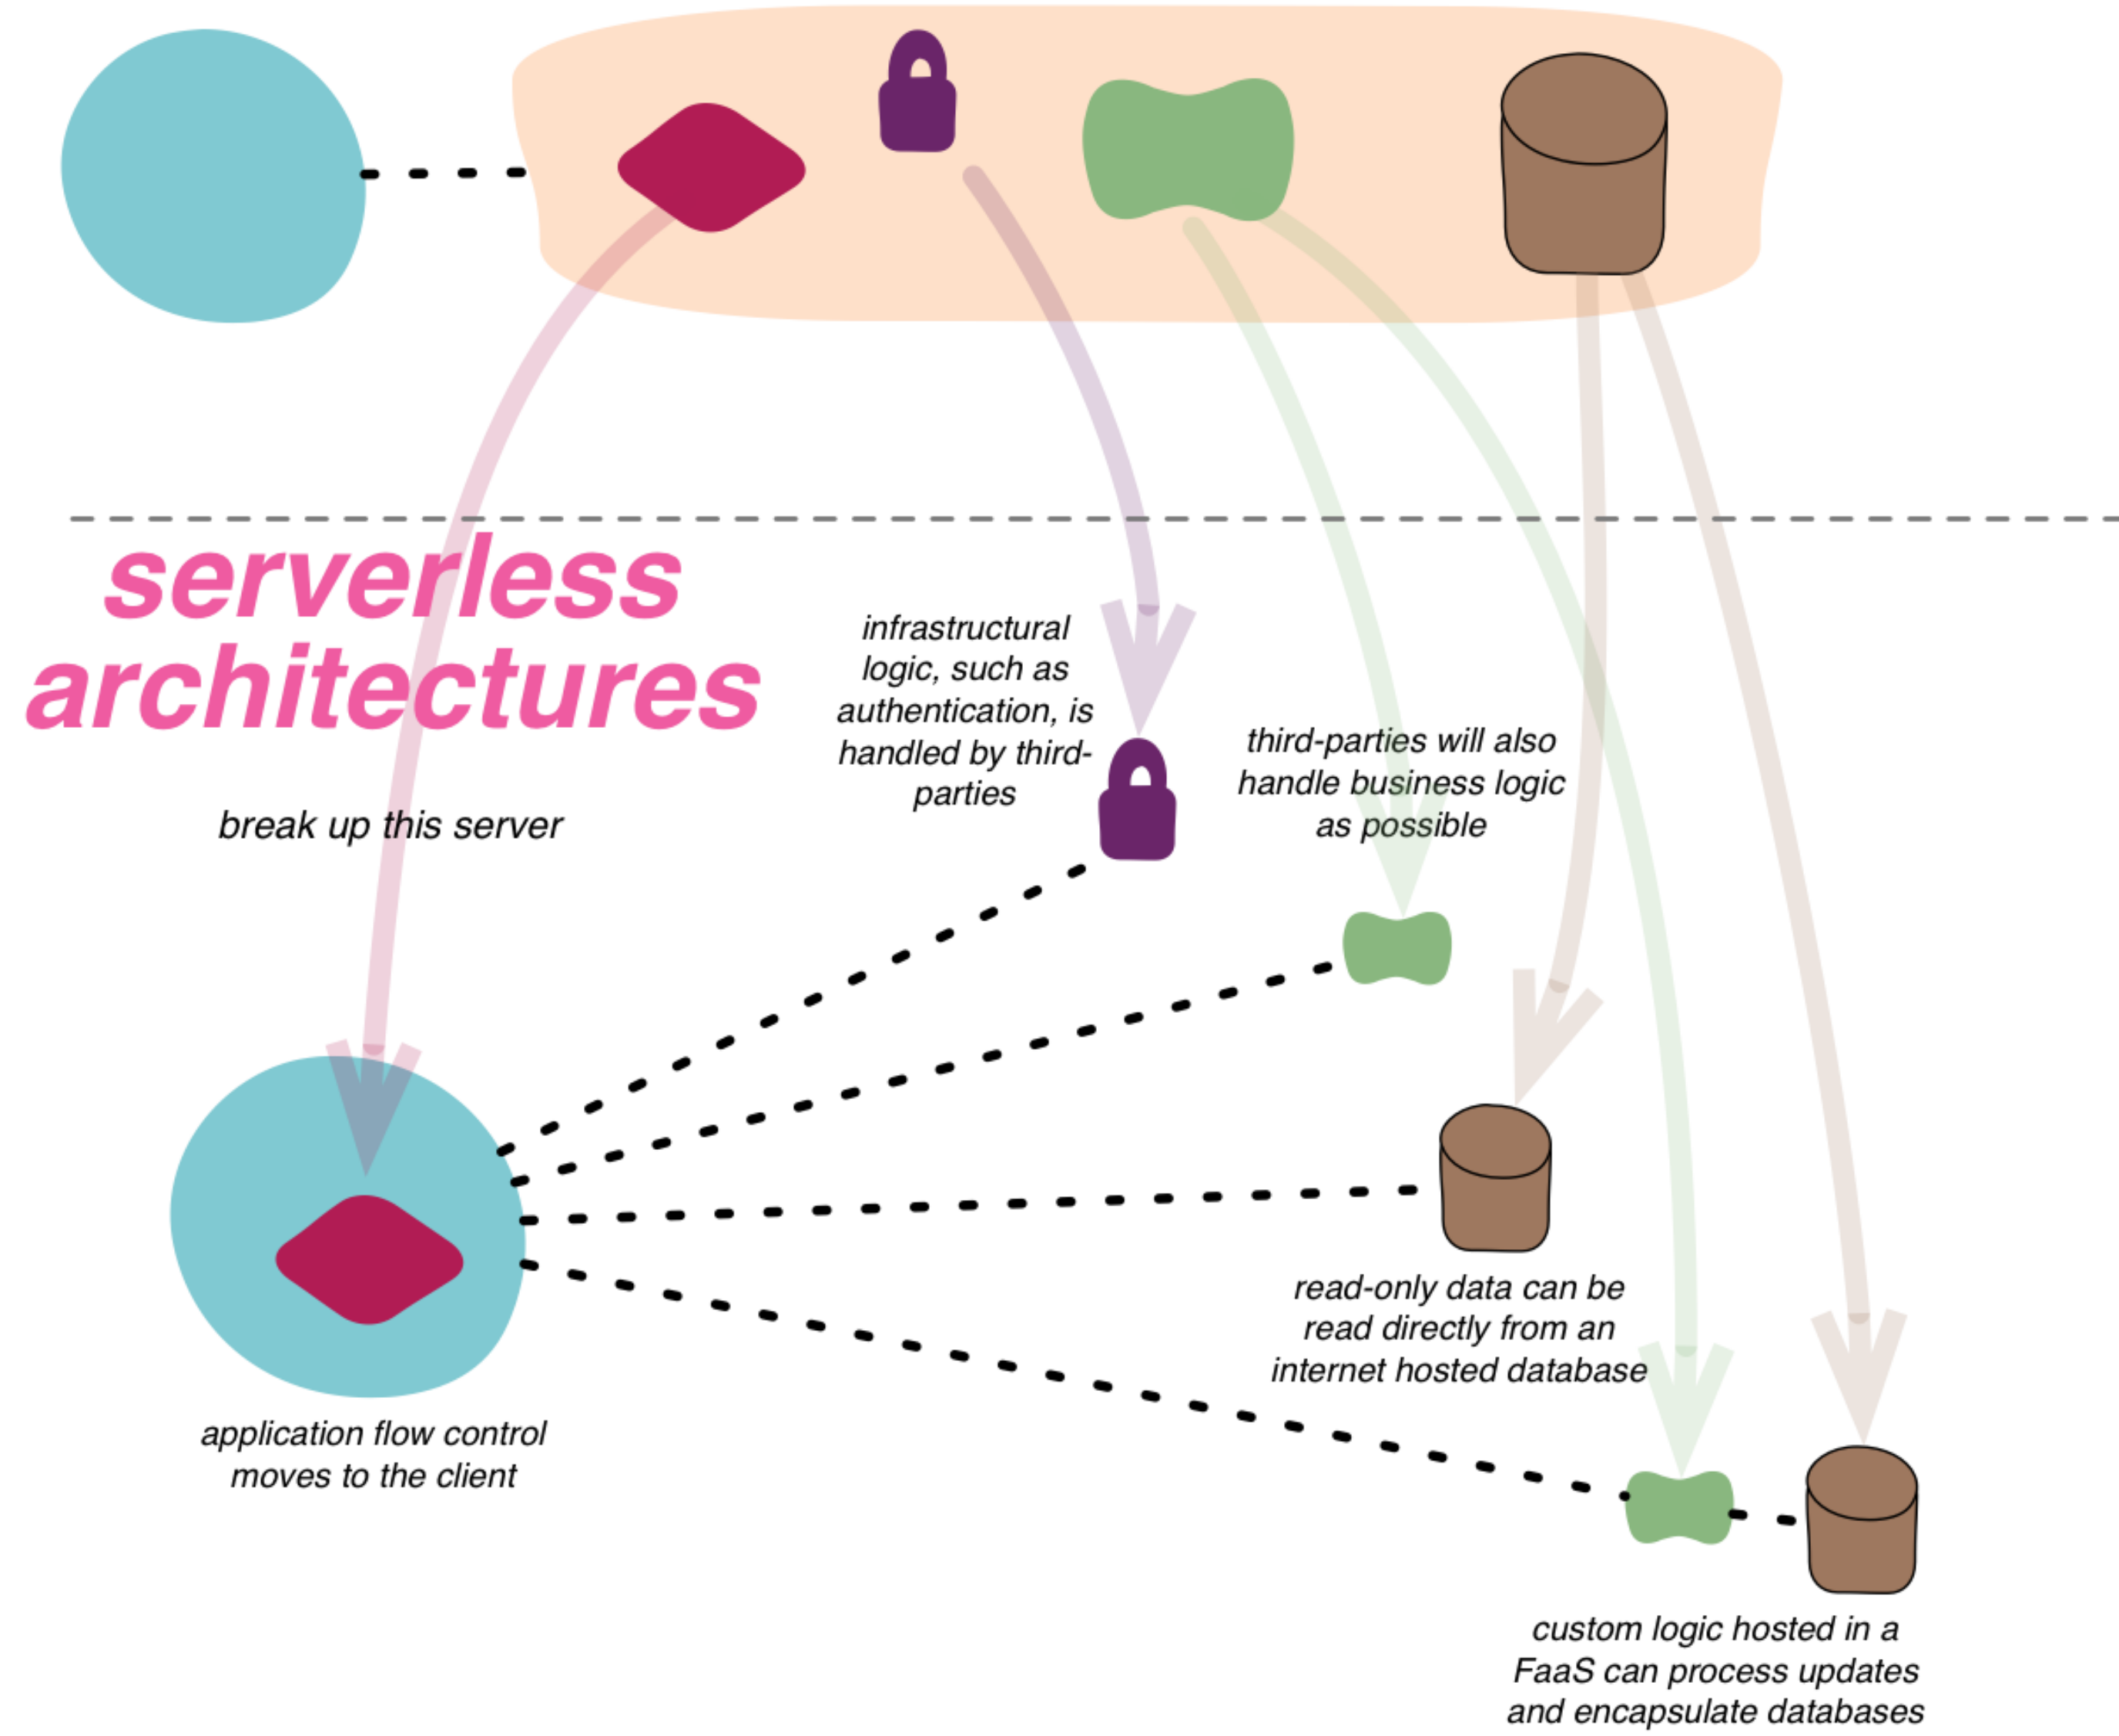 serverless
architectures
break up this server
infrastructural
logic, such as
authentication, is
handled by third-
parties
third-parties will also
handle business logic
as possible
read-only data can be
read directly from an
internet hosted database
application flow control
moves to the client
custom logic hosted in a
FaaS can process updates
and encapsulate databases